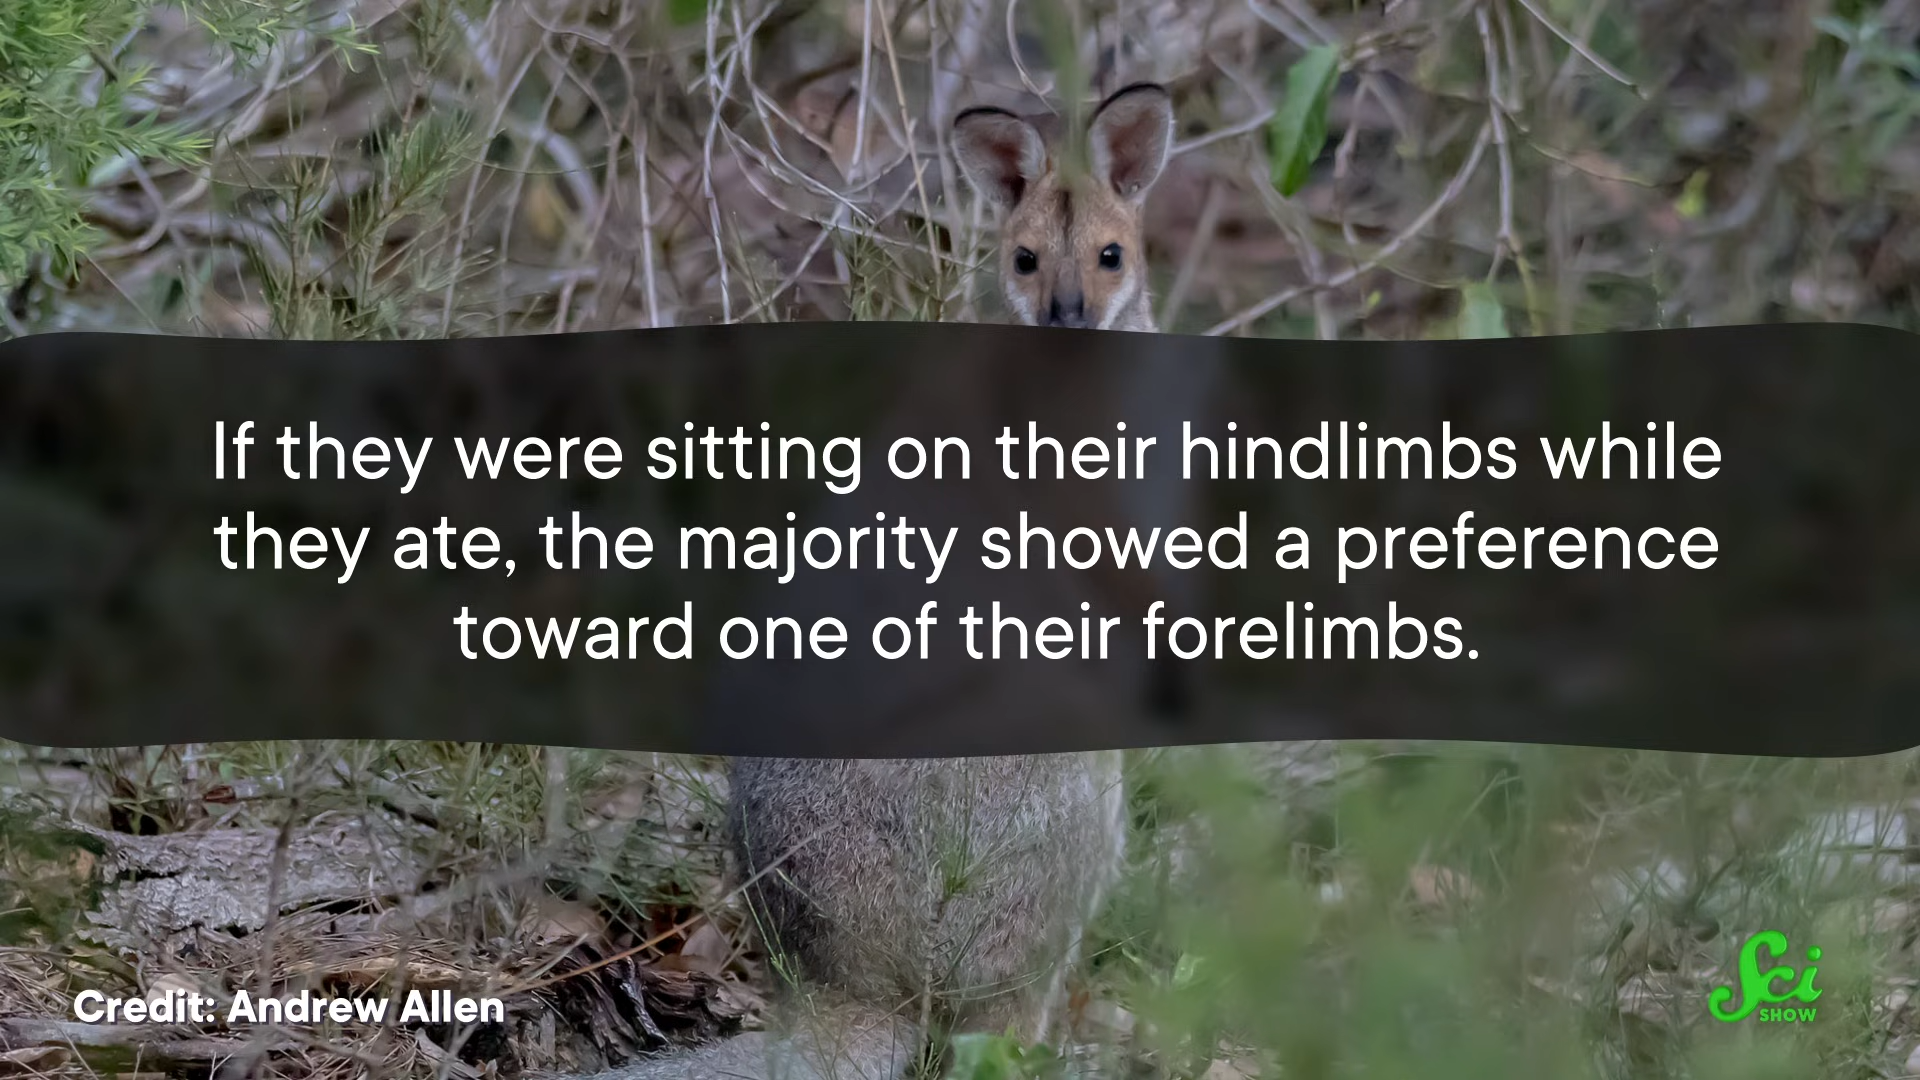 If they were sitting on their hindlimbs while
they ate, the majority showed a preference
toward one of their forelimbs.
Credit: Andrew Allen
Sci
SHOW